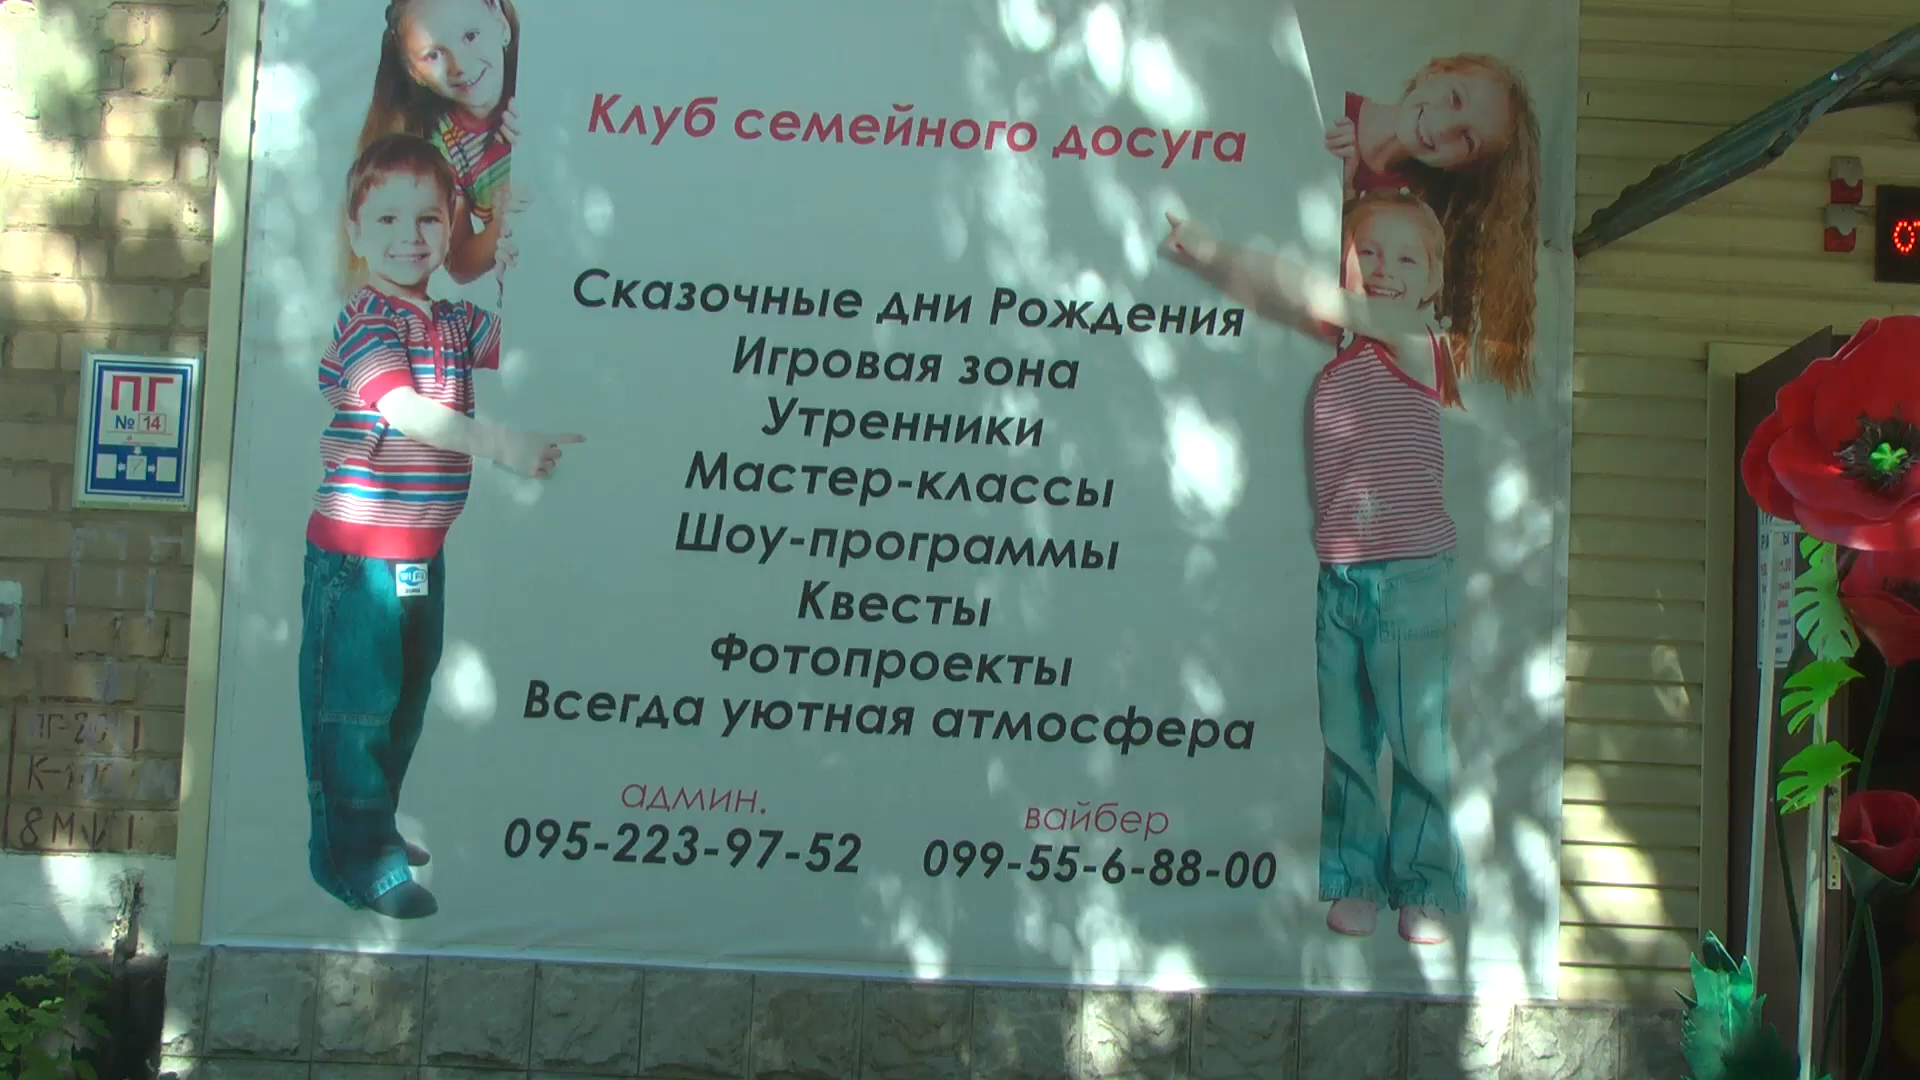 Клуб семейного досуга
Сказочные дни Рождения
Игровая зона
Утренники
Мастер-классы
Шоу-программы
Квесты
Фотопроекты
Всегда уютная атмосфера
админ.
095-223-97-52
вайбер
099-55-6-88-00
ПГ
№ 14
8М